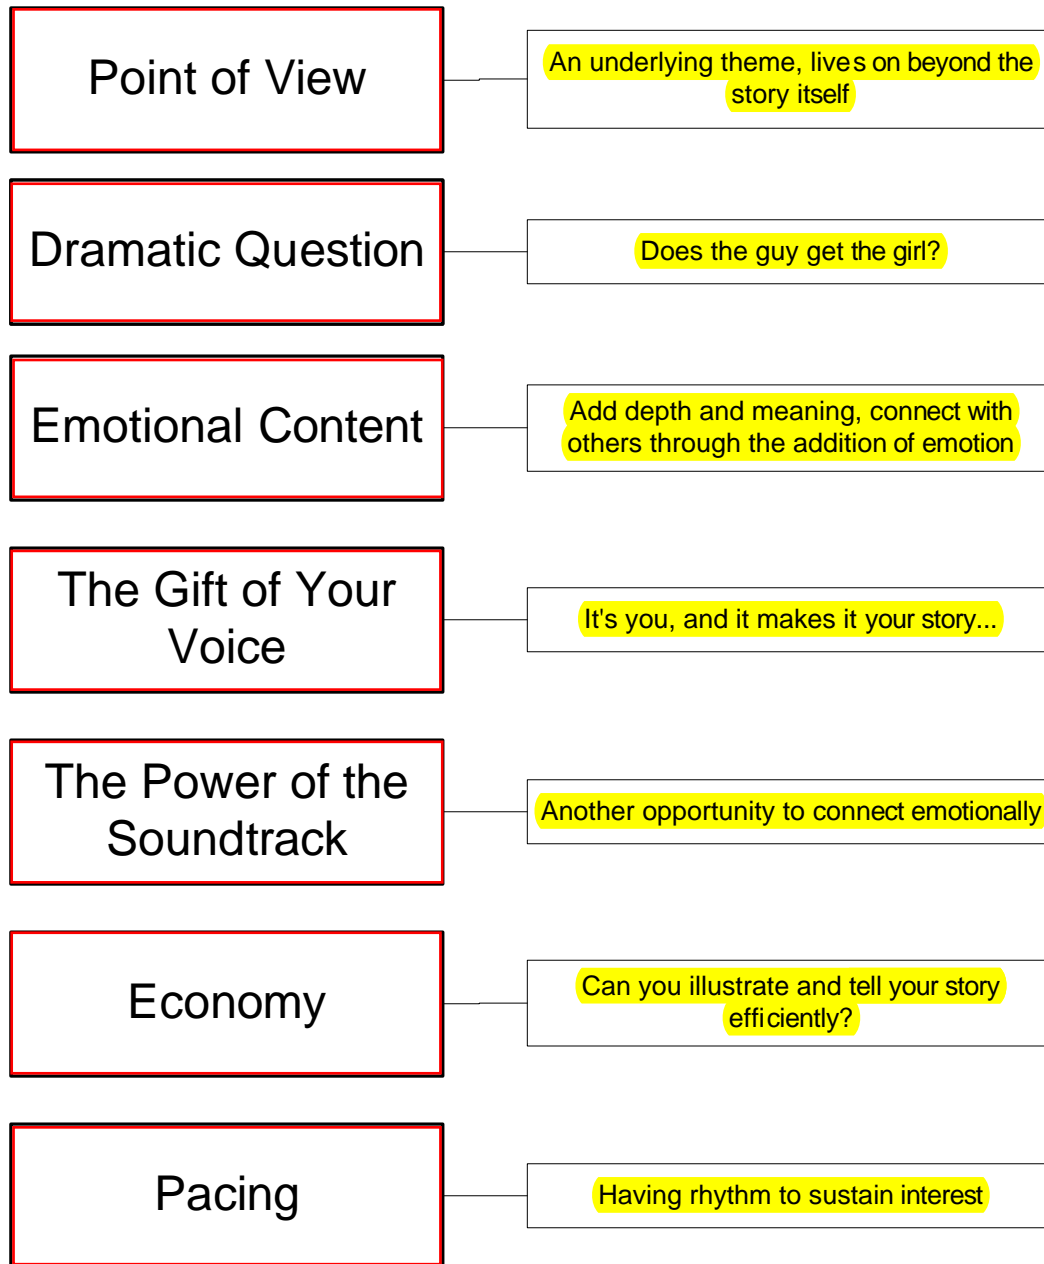 Point of View
An underlying theme, lives on beyond the
story itself
Dramatic Question
Does the guy get the girl?
Emotional Content
Add depth and meaning, connect with
others through the addition of emotion
The Gift of Your
Voice
It's you, and it makes it your story...
The Power of the
Soundtrack
Another opportunity to connect emotionally
Economy
Can you illustrate and tell your story
efficiently?
Pacing
Having rhythm to sustain interest